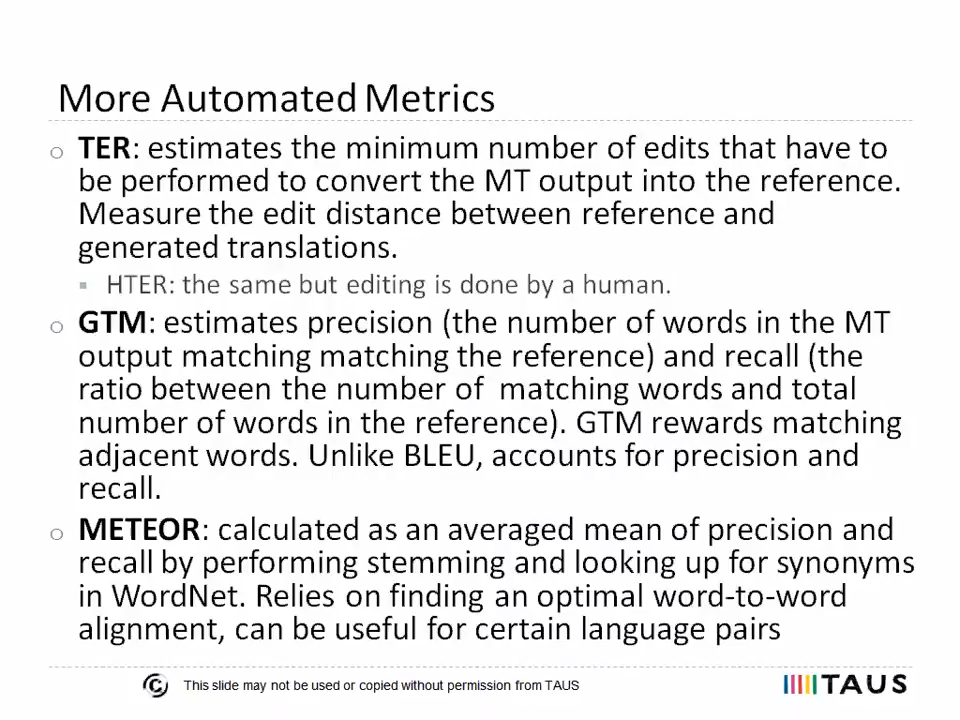 More Automated Metrics
TER: estimates the minimum number of edits that have to
be performed to convert the MT output into the reference.
Measure the edit distance between reference and
generated translations.
HTER: the same but editing is done by a human.
GTM: estimates precision (the number of words in the MT
output matching matching the reference) and recall (the
ratio between the number of  matching words and total
number of words in the reference). GTM rewards matching
adjacent words. Unlike BLEU, accounts for precision and
recall.
METEOR: calculated as an averaged mean of precision and
recall by performing stemming and looking up for synonyms
in WordNet. Relies on finding an optimal word-to-word
alignment, can be useful for certain language pairs
This slide may not be used or copied without permission from TAUS
TAUS